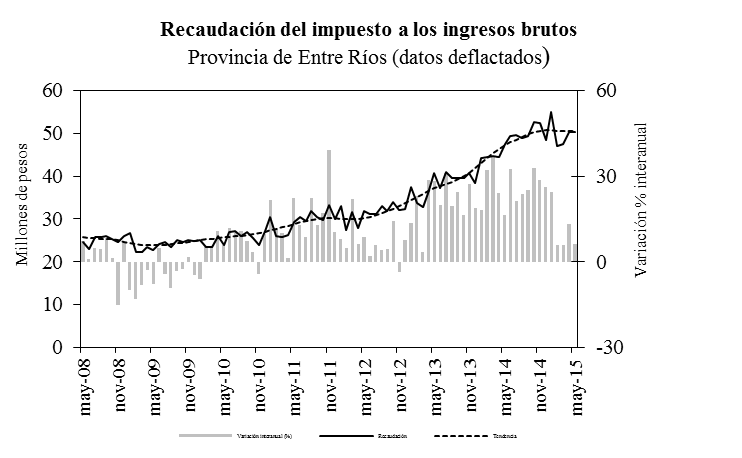 Recaudación del impuesto a los ingresos brutos
Provincia de Entre Ríos (datos deflactados)
60
50
40
30
20
10
0
Millones de pesos
60
30
0
-30
Variación % interanual
may-08
nov-08
may-09
nov-09
may-10
nov-10
may-11
nov-11
may-12
nov-12
may-13
nov-13
may-14
nov-14
may-15
Variación interanual (%)
Recaudación
Tendencia